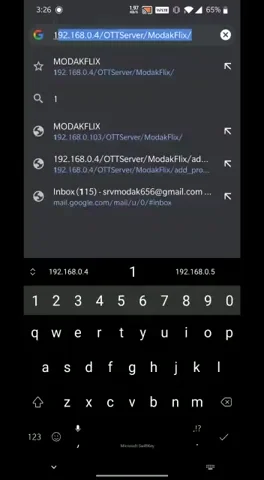 3:26
1.97
65%
192.168.0.4/OTTServer/ModakFlix/
MODAKFLIX
192.168.0.4/OTTServer/ModakFlix/
1
MODAKFLIX
192.168.0.103/OTTServer/ModakFlix/
192.168.0.4/OTTServer/ModakFlix/ad...
192.168.0.4/OTTServer/ModakFlix/add_pro...
Inbox (115) - srvmodak656@gmail.com ...
mail.google.com/mail/u/0/#inbox
192.168.0.4 1 192.168.0.5
1 2 3 4 5 6 7 8 9 0
q w e r t y u i o p
a s d f g h j k l
z x c v b n m
123 , .!?
Microsoft SwiftKey